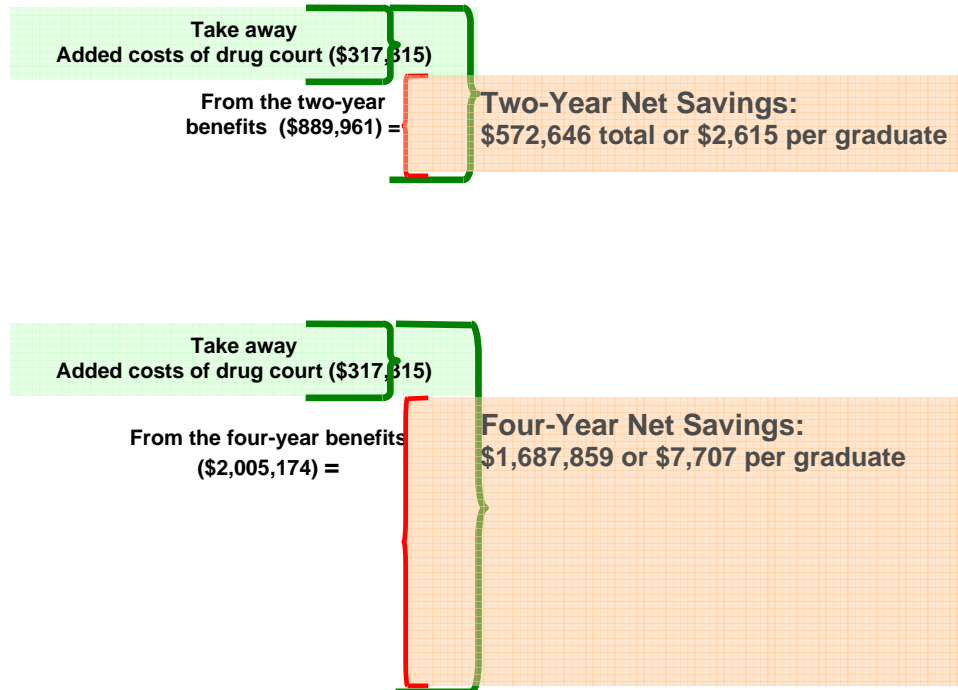 Take away
Added costs of drug court ($317,315)
From the two-year
benefits ($889,961) =
Two-Year Net Savings:
$572,646 total or $2,615 per graduate
Take away
Added costs of drug court ($317,315)
From the four-year benefits
($2,005,174) =
Four-Year Net Savings:
$1,687,859 or $7,707 per graduate